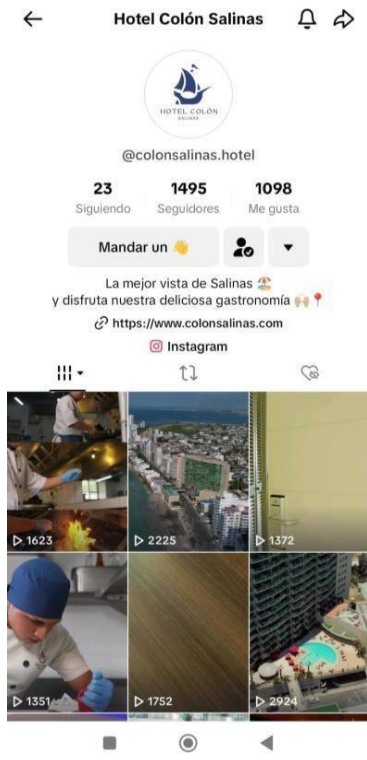 Hotel Colón Salinas
HOTEL COLÓN
SALINAS
@colonsalinas.hotel
23 1495 1098
Siguiendo Seguidores Me gusta
Mandar un 👋
La mejor vista de Salinas 🏖️
y disfruta nuestra deliciosa gastronomía 🙌🏼📍
https://www.colonsalinas.com
Instagram
1623 2225 1372
1351 1752 2924